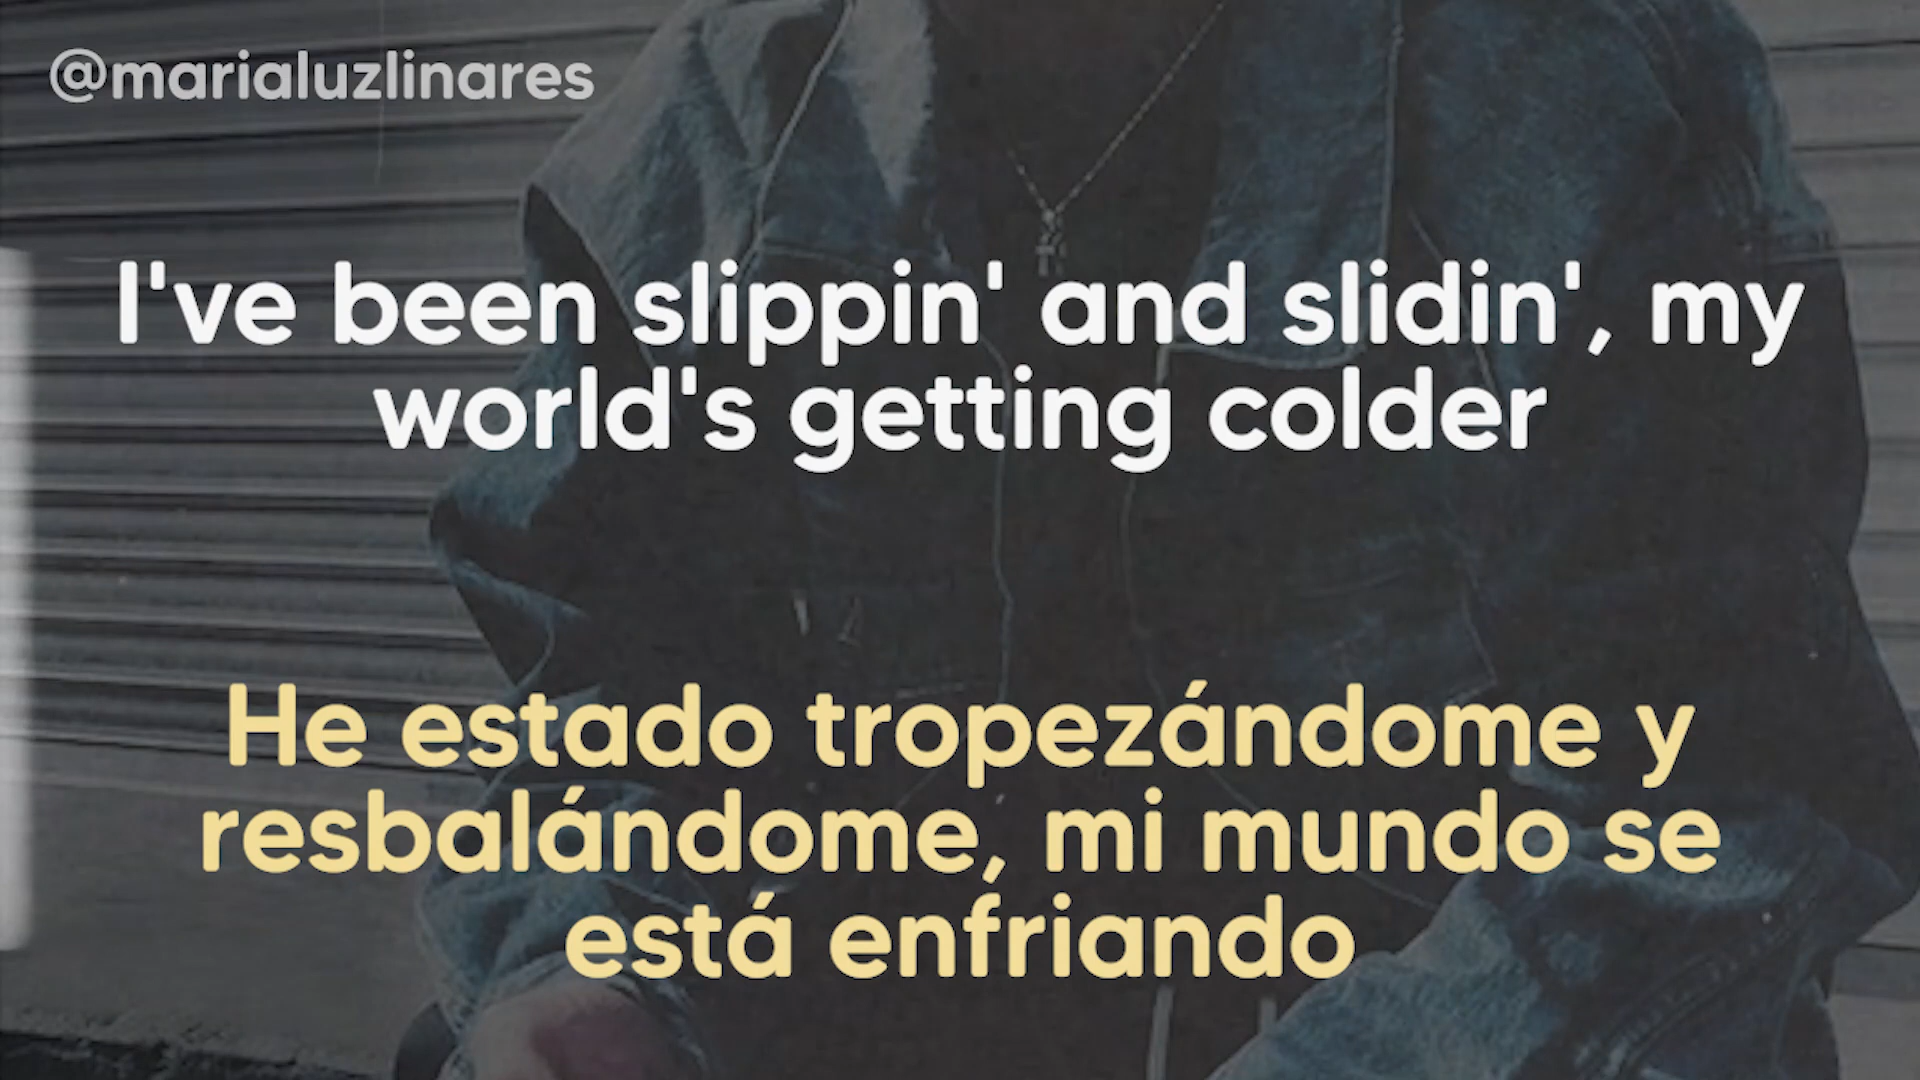 @marialuzlinares
I've been slippin' and slidin', my
world's getting colder
He estado tropezándome y
resbalándome, mi mundo se
está enfriando